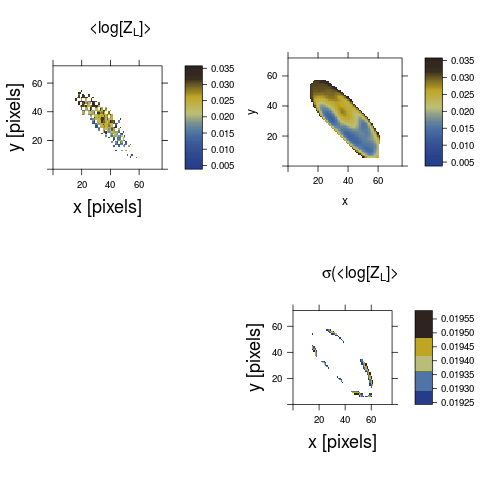 <log[Z_L]>
60
40
20
y [pixels]
20 40 60
x [pixels]
0.035
0.030
0.025
0.020
0.015
0.010
0.005
60
40
20
y
20 40 60
x
0.035
0.030
0.025
0.020
0.015
0.010
0.005
σ(<log[Z_L]>
60
40
20
y [pixels]
20 40 60
x [pixels]
0.01955
0.01950
0.01945
0.01940
0.01935
0.01930
0.01925